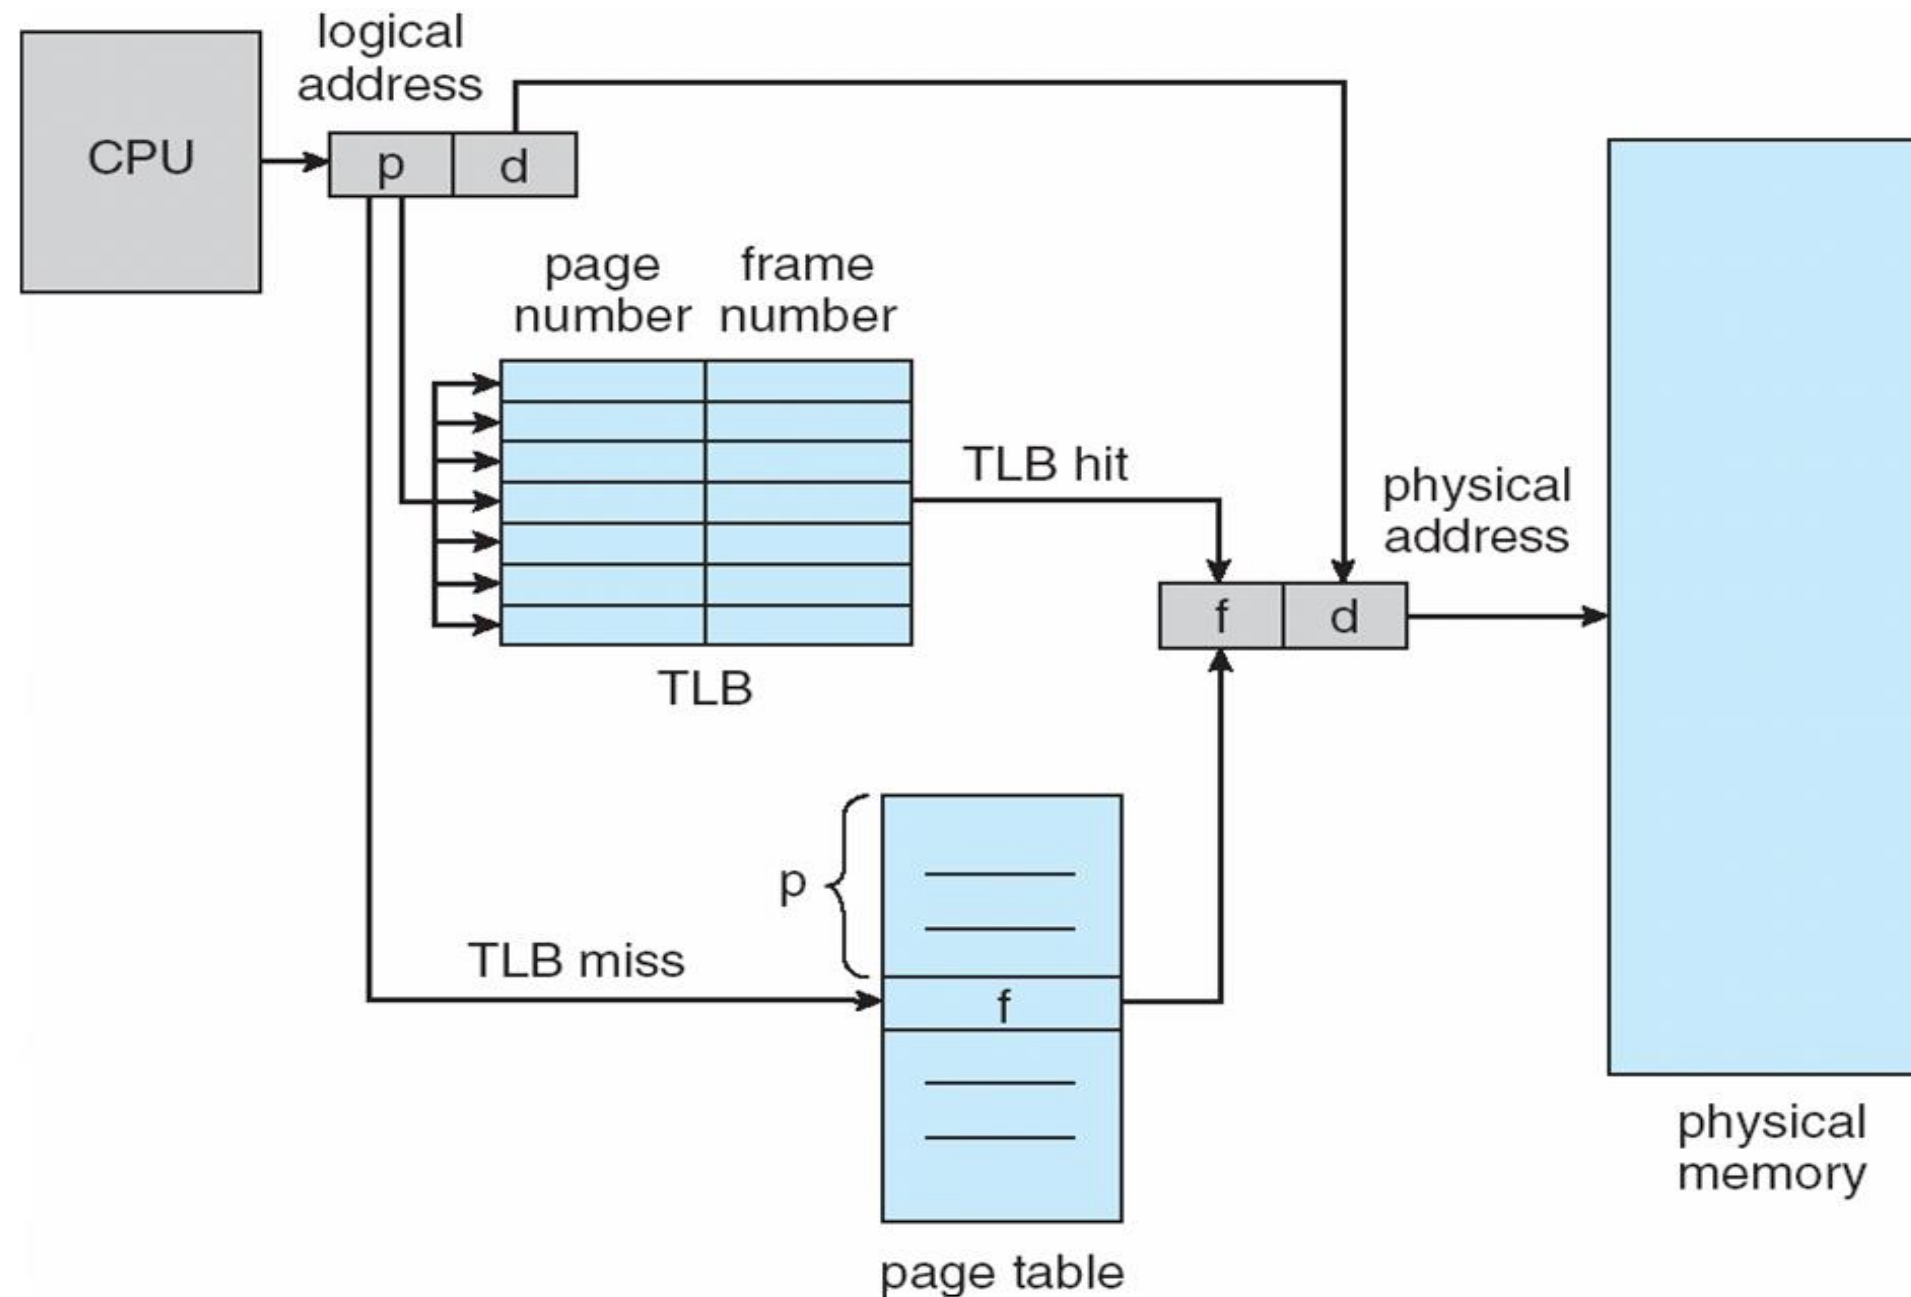 logical
address
CPU
p
d
page
number
frame
number
TLB hit
physical
address
f
d
TLB
p
TLB miss
f
physical
memory
page table